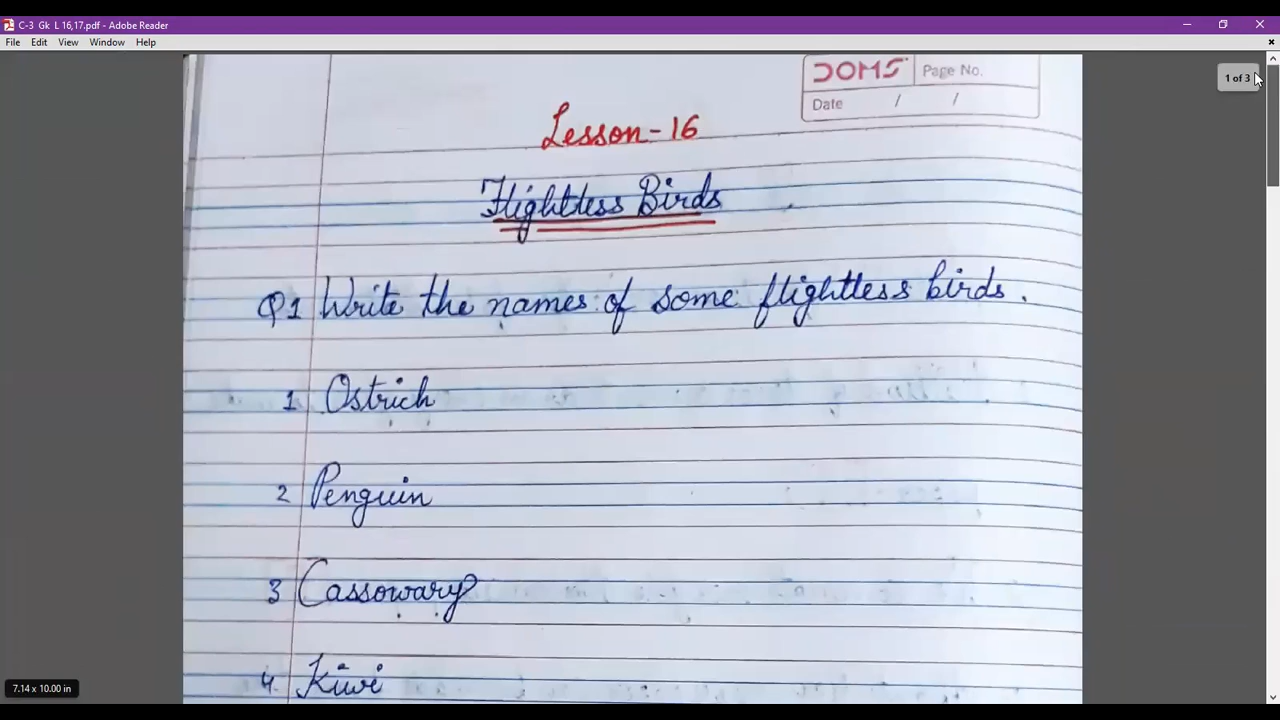 C-3 Gk L 16,17.pdf - Adobe Reader
File Edit View Window Help
1 of 3
DOMS Page No.
Date / /
Lesson-16
Flightless Birds
Q1 Write the names of some flightless birds.
1 Ostrich
2 Penguin
3 Cassowary
4. Kiwi
7.14 x 10.00 in